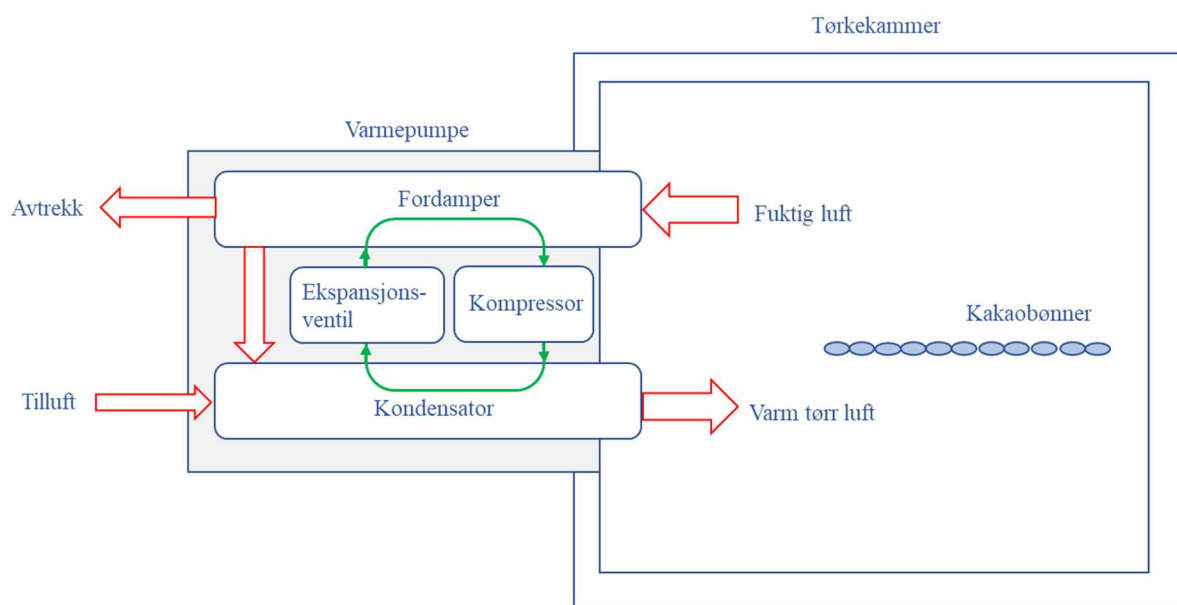 Tørkekammer
Varmepumpe
Fordamper
Avtrekk
Fuktig luft
Ekspansjons-
ventil
Kompressor
Kakaobønner
Tilluft
Kondensator
Varm tørr luft